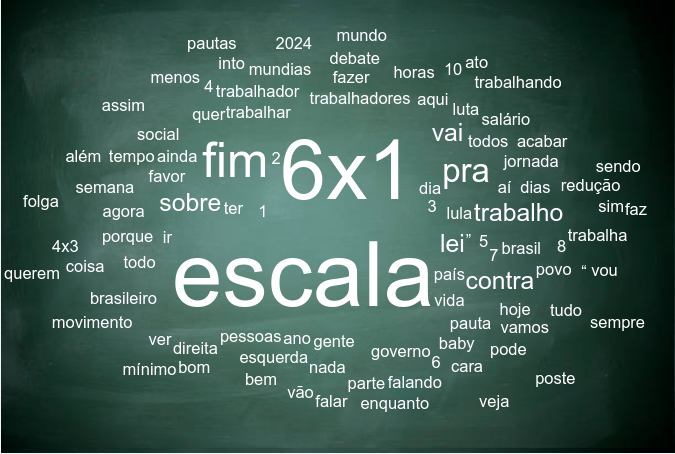 mundo
pautas 2024
debate
into mundias ato
menos fazer horas 10
4 trabalhador trabalhando
assim trabalhadores aqui
quer trabalhar luta salário
social vai todos acabar
além tempo ainda fim 2 6x1 pra jornada sendo
semana favor dia aí dias redução
folga sobre ter 1 3 lula trabalho sim faz
agora
porque ir lei ” 5 trabalha
4x3 7 brasil 8
querem coisa todo escala país contra povo “ vou
brasileiro vida
hoje tudo
movimento pauta vamos sempre
ver pessoas ano gente baby
direita esquerda governo pode
mínimo bom nada 6 cara
bem parte falando poste
vão
falar enquanto veja